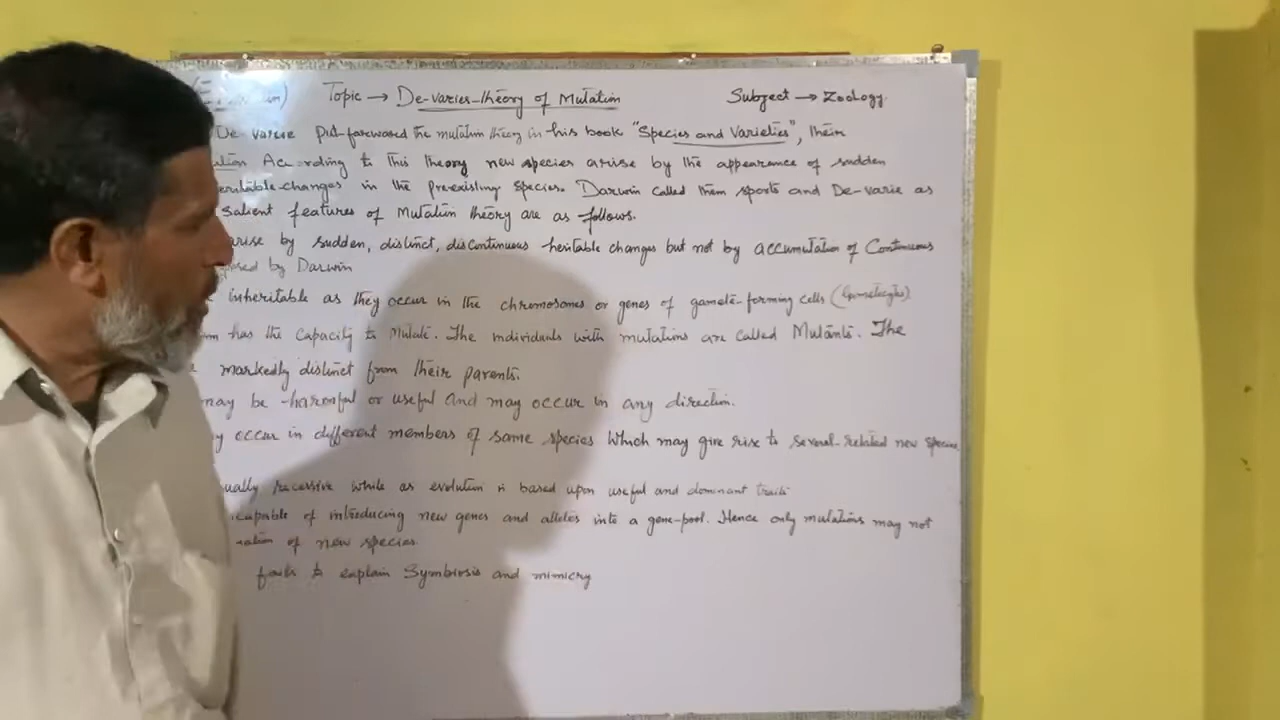 Topic → De-varies-theory of Mutation Subject → Zoology
De varie put-forwaed the mutation theory in his book "Species and Varieties", their
According to this theory new species arise by the appearance of sudden
changes in the pre-existing species. Darwin called them sports and De-varie as
Salient features of Mutation theory are as follows.
arise by sudden, distinct, discontinuous heritable changes but not by accumulation of Continuous
by Darwin
inheritable as they occur in the chromosomes or genes of gamete-forming cells
has the capacity to Mutate. The individuals with mutations are called Mutants. The
markedly distinct from their parents.
may be harmful or useful and may occur in any direction.
occur in different members of same species which may give rise to several-related new species
recessive while as evolution is based upon useful and dominant traits
capable of introducing new genes and alleles into a gene-pool. Hence only mutations may not
of new species.
fails to explain Symbiosis and mimicry